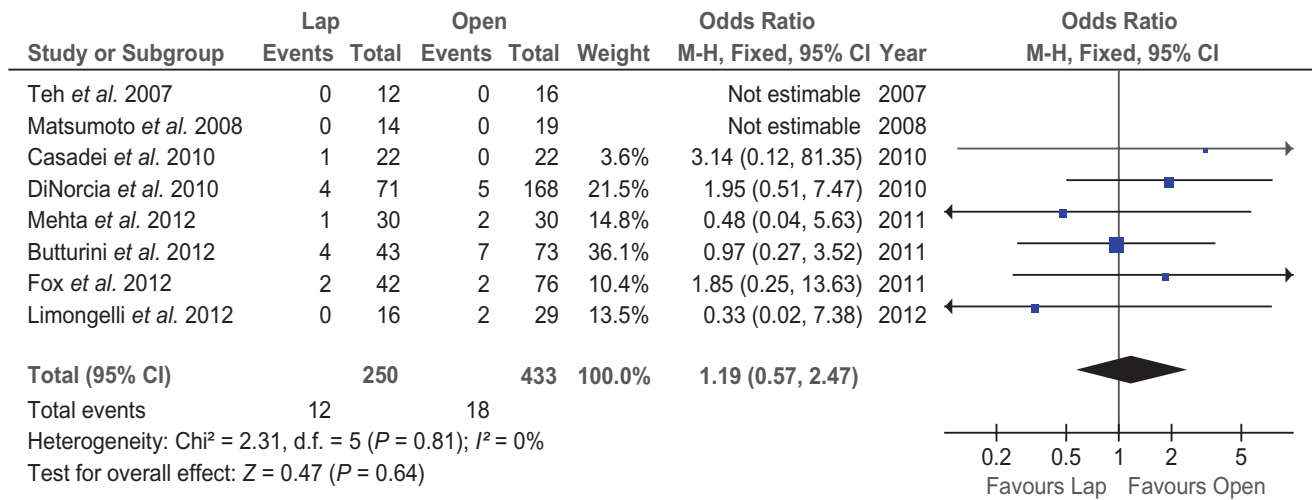 Lap Open Odds Ratio Odds Ratio
Study or Subgroup Events Total Events Total Weight M-H, Fixed, 95% CI Year M-H, Fixed, 95% CI
Teh et al. 2007 0 12 0 16 Not estimable 2007
Matsumoto et al. 2008 0 14 0 19 Not estimable 2008
Casadei et al. 2010 1 22 0 22 3.6% 3.14 (0.12, 81.35) 2010
DiNorcia et al. 2010 4 71 5 168 21.5% 1.95 (0.51, 7.47) 2010
Mehta et al. 2012 1 30 2 30 14.8% 0.48 (0.04, 5.63) 2011
Butturini et al. 2012 4 43 7 73 36.1% 0.97 (0.27, 3.52) 2011
Fox et al. 2012 2 42 2 76 10.4% 1.85 (0.25, 13.63) 2011
Limongelli et al. 2012 0 16 2 29 13.5% 0.33 (0.02, 7.38) 2012
Total (95% CI) 250 433 100.0% 1.19 (0.57, 2.47)
Total events 12 18
Heterogeneity: Chi² = 2.31, d.f. = 5 (P = 0.81); I² = 0%
Test for overall effect: Z = 0.47 (P = 0.64)
0.2 0.5 1 2 5
Favours Lap Favours Open